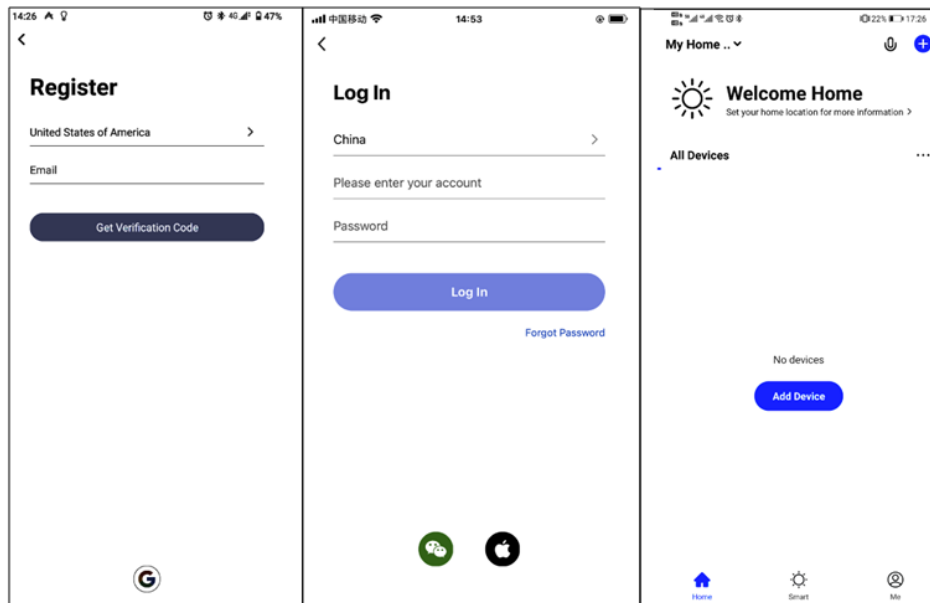 14:26
4G 47%
Register
United States of America
Email
Get Verification Code
G
中国移动
14:53
Log In
China
Please enter your account
Password
Log In
Forgot Password
22% 17:26
My Home .. 
Welcome Home
Set your home location for more information
All Devices
...
No devices
Add Device
Home
Smart
Me